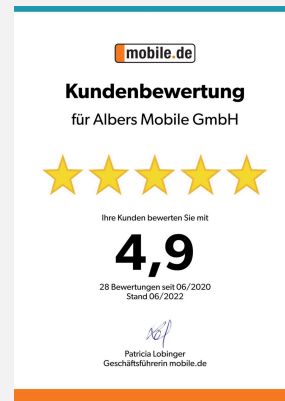 mobile.de
Kundenbewertung
für Albers Mobile GmbH
Ihre Kunden bewerten Sie mit
4,9
28 Bewertungen seit 06/2020
Stand 06/2022
Patricia Lobinger
Geschäftsführerin mobile.de